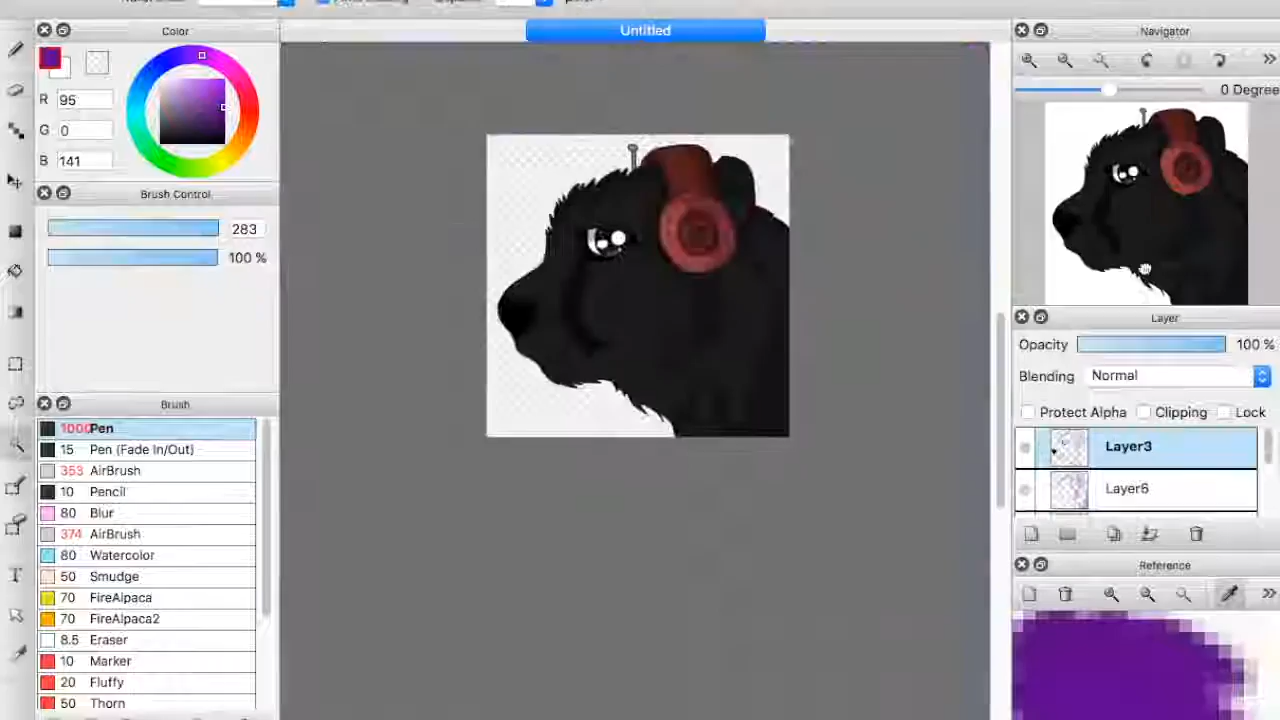 Untitled
Color
R 95
G 0
B 141
Brush Control
283
100 %
Brush
1000 Pen
15 Pen (Fade In/Out)
353 AirBrush
10 Pencil
80 Blur
374 AirBrush
80 Watercolor
50 Smudge
70 FireAlpaca
70 FireAlpaca2
8.5 Eraser
10 Marker
20 Fluffy
50 Thorn
T
Navigator
0 Degree
Layer
Opacity 100 %
Blending Normal
Protect Alpha Clipping Lock
Layer3
Layer6
Reference